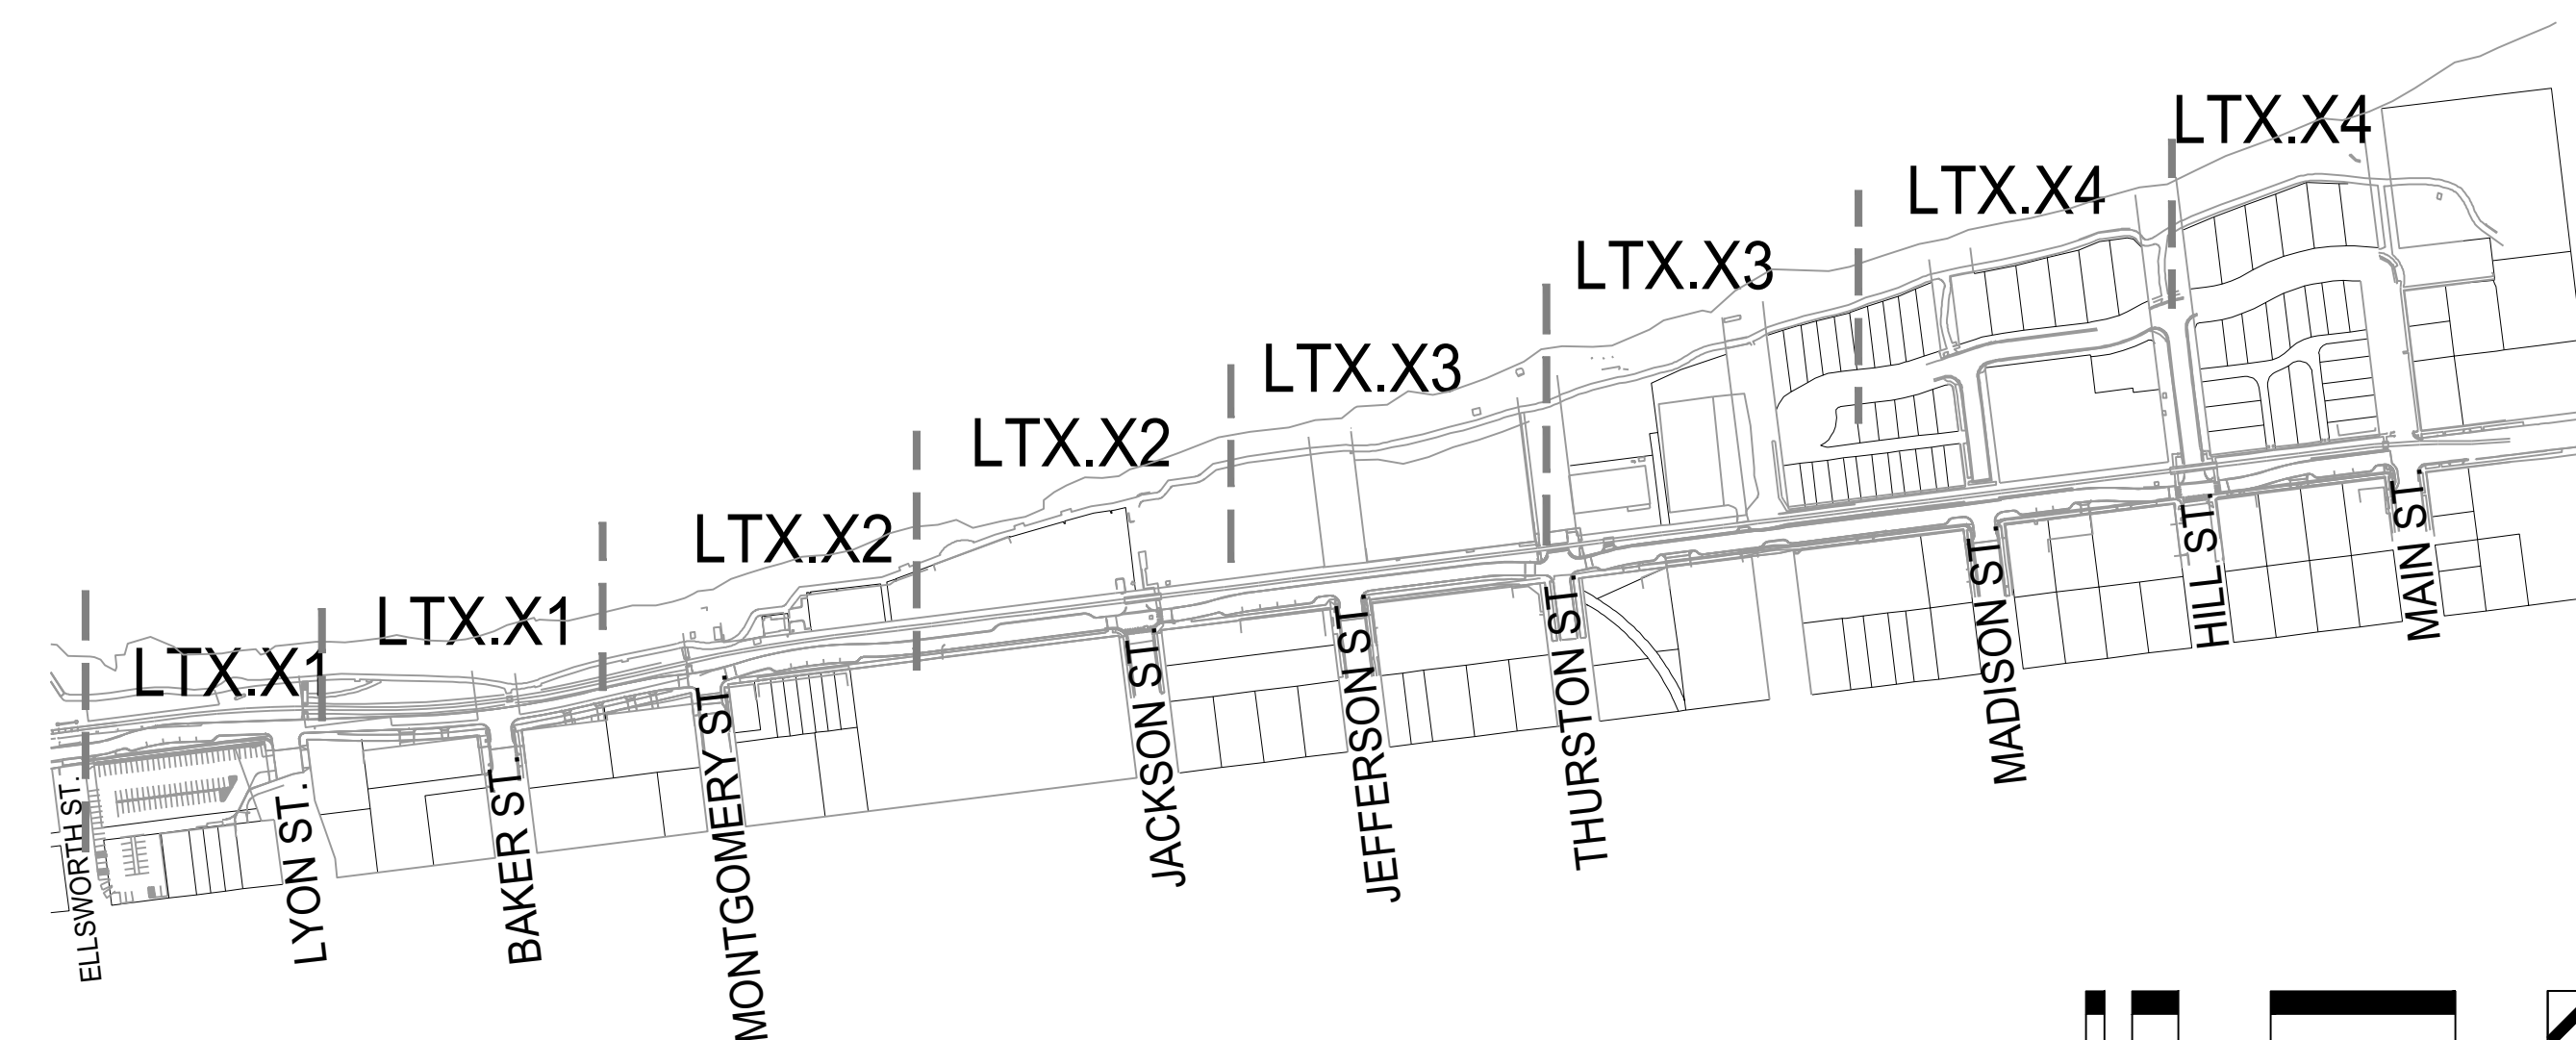 LTX.X1
LTX.X1
LTX.X2
LTX.X2
LTX.X3
LTX.X3
LTX.X4
LTX.X4
ELLSWORTH ST.
LYON ST.
BAKER ST.
MONTGOMERY ST.
JACKSON ST.
JEFFERSON ST.
THURSTON ST.
MADISON ST.
HILL ST.
MAIN ST.